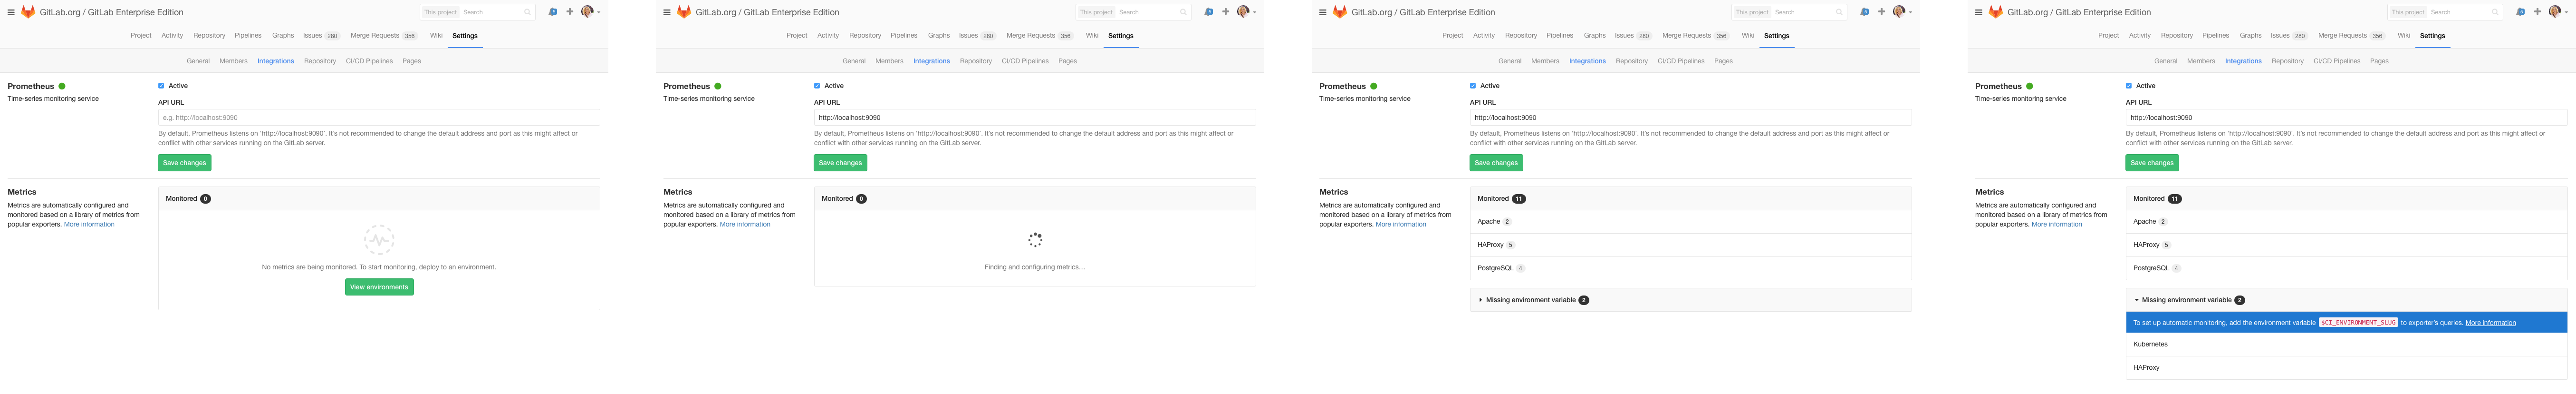 GitLab.org / GitLab Enterprise Edition
This project Search
Project Activity Repository Pipelines Graphs Issues 280 Merge Requests 356 Wiki Settings
General Members Integrations Repository CI/CD Pipelines Pages
Prometheus
Time-series monitoring service
Active
API URL
e.g. http://localhost:9090
By default, Prometheus listens on ‘http://localhost:9090’. It’s not recommended to change the default address and port as this might affect or
conflict with other services running on the GitLab server.
Save changes
Metrics
Metrics are automatically configured and
monitored based on a library of metrics from
popular exporters. More information
Monitored 0
No metrics are being monitored. To start monitoring, deploy to an environment.
View environments
GitLab.org / GitLab Enterprise Edition
This project Search
Project Activity Repository Pipelines Graphs Issues 280 Merge Requests 356 Wiki Settings
General Members Integrations Repository CI/CD Pipelines Pages
Prometheus
Time-series monitoring service
Active
API URL
http://localhost:9090
By default, Prometheus listens on ‘http://localhost:9090’. It’s not recommended to change the default address and port as this might affect or
conflict with other services running on the GitLab server.
Save changes
Metrics
Metrics are automatically configured and
monitored based on a library of metrics from
popular exporters. More information
Monitored 0
Finding and configuring metrics...
GitLab.org / GitLab Enterprise Edition
This project Search
Project Activity Repository Pipelines Graphs Issues 280 Merge Requests 356 Wiki Settings
General Members Integrations Repository CI/CD Pipelines Pages
Prometheus
Time-series monitoring service
Active
API URL
http://localhost:9090
By default, Prometheus listens on ‘http://localhost:9090’. It’s not recommended to change the default address and port as this might affect or
conflict with other services running on the GitLab server.
Save changes
Metrics
Metrics are automatically configured and
monitored based on a library of metrics from
popular exporters. More information
Monitored 11
Apache 2
HAProxy 5
PostgreSQL 4
Missing environment variable 2
GitLab.org / GitLab Enterprise Edition
This project Search
Project Activity Repository Pipelines Graphs Issues 280 Merge Requests 356 Wiki Settings
General Members Integrations Repository CI/CD Pipelines Pages
Prometheus
Time-series monitoring service
Active
API URL
http://localhost:9090
By default, Prometheus listens on ‘http://localhost:9090’. It’s not recommended to change the default address and port as this might affect or
conflict with other services running on the GitLab server.
Save changes
Metrics
Metrics are automatically configured and
monitored based on a library of metrics from
popular exporters. More information
Monitored 11
Apache 2
HAProxy 5
PostgreSQL 4
Missing environment variable 2
To set up automatic monitoring, add the environment variable $CI_ENVIRONMENT_SLUG to exporter’s queries. More information
Kubernetes
HAProxy